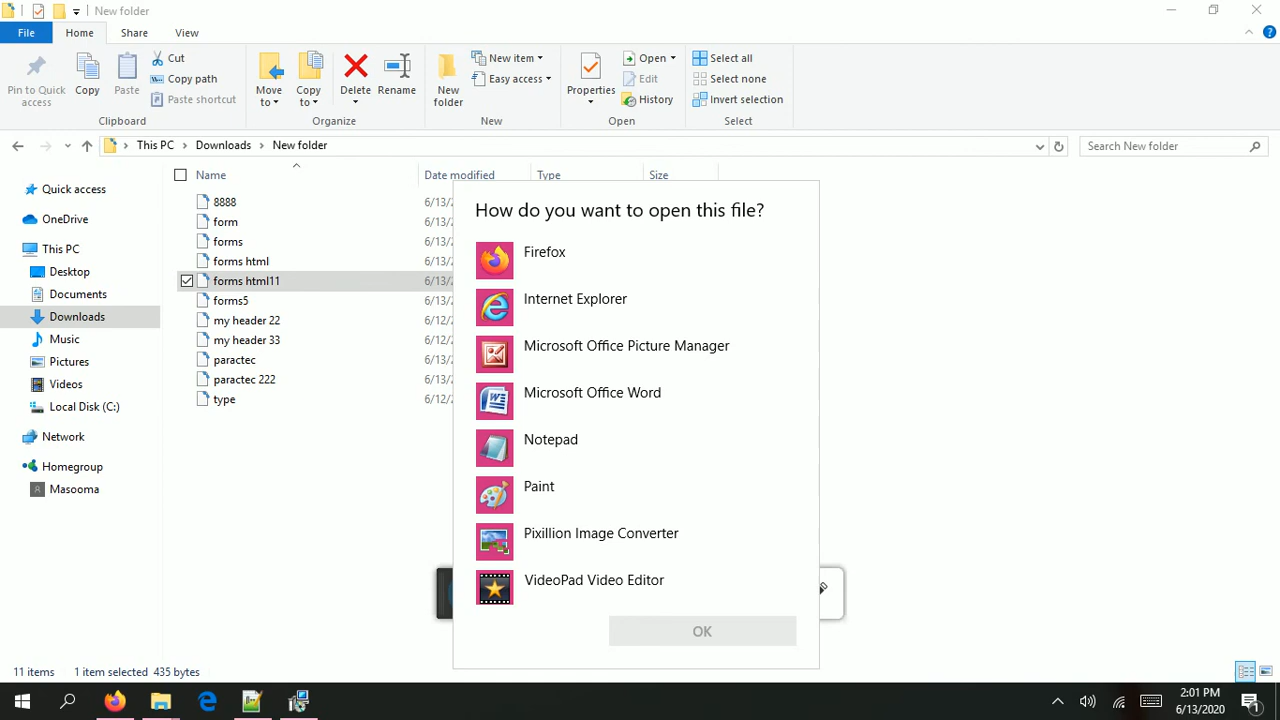 New folder
File Home Share View
Pin to Quick access
Copy
Paste
Cut
Copy path
Paste shortcut
Clipboard
Move to
Copy to
Delete
Rename
Organize
New folder
New item
Easy access
New
Properties
Open
Edit
History
Open
Select all
Select none
Invert selection
Select
This PC Downloads New folder
Search New folder
Name Date modified Type Size
Quick access
OneDrive
This PC
Desktop
Documents
Downloads
Music
Pictures
Videos
Local Disk (C:)
Network
Homegroup
Masooma
8888 6/13/2
form 6/13/2
forms 6/13/2
forms html 6/13/2
forms html11 6/13/2
forms5 6/13/2
my header 22 6/12/2
my header 33 6/12/2
paractec 6/13/2
paractec 222 6/13/2
type 6/12/2
How do you want to open this file?
Firefox
Internet Explorer
Microsoft Office Picture Manager
Microsoft Office Word
Notepad
Paint
Pixillion Image Converter
VideoPad Video Editor
OK
11 items 1 item selected 435 bytes
2:01 PM
6/13/2020
1